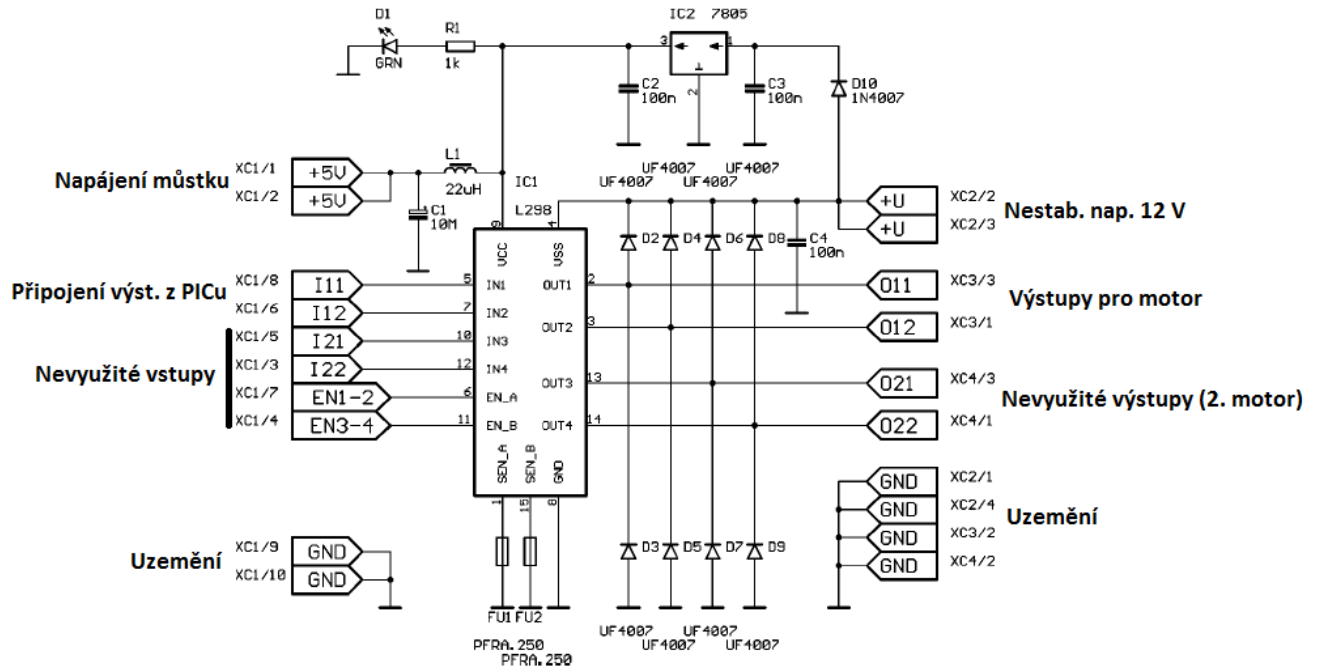 D1
GRN
R1
1k
IC2 7805
3
1
2
C2
100n
C3
100n
D10
1N4007
Napájení můstku
XC1/1 +5V
XC1/2 +5V
L1
22uH
C1
10M
IC1
L298
9
4
VCC
VSS
UF4007 UF4007
UF4007 UF4007
D2 D4 D6 D8
C4
100n
+U XC2/2
+U XC2/3
Nestab. nap. 12 V
Připojení výst. z PICu
XC1/8 I11 5 IN1
XC1/6 I12 7 IN2
Nevyužité vstupy
XC1/5 I21 10 IN3
XC1/3 I22 12 IN4
XC1/7 EN1-2 6 EN_A
XC1/4 EN3-4 11 EN_B
OUT1 2 O11 XC3/3
OUT2 3 O12 XC3/1
Výstupy pro motor
OUT3 13 O21 XC4/3
OUT4 14 O22 XC4/1
Nevyužité výstupy (2. motor)
SEN_A
SEN_B
GND
1
15
8
GND XC2/1
GND XC2/4
GND XC3/2
GND XC4/2
Uzemění
Uzemění
XC1/9 GND
XC1/10 GND
D3 D5 D7 D9
FU1 FU2
PFRA.250
PFRA.250
UF4007 UF4007
UF4007 UF4007